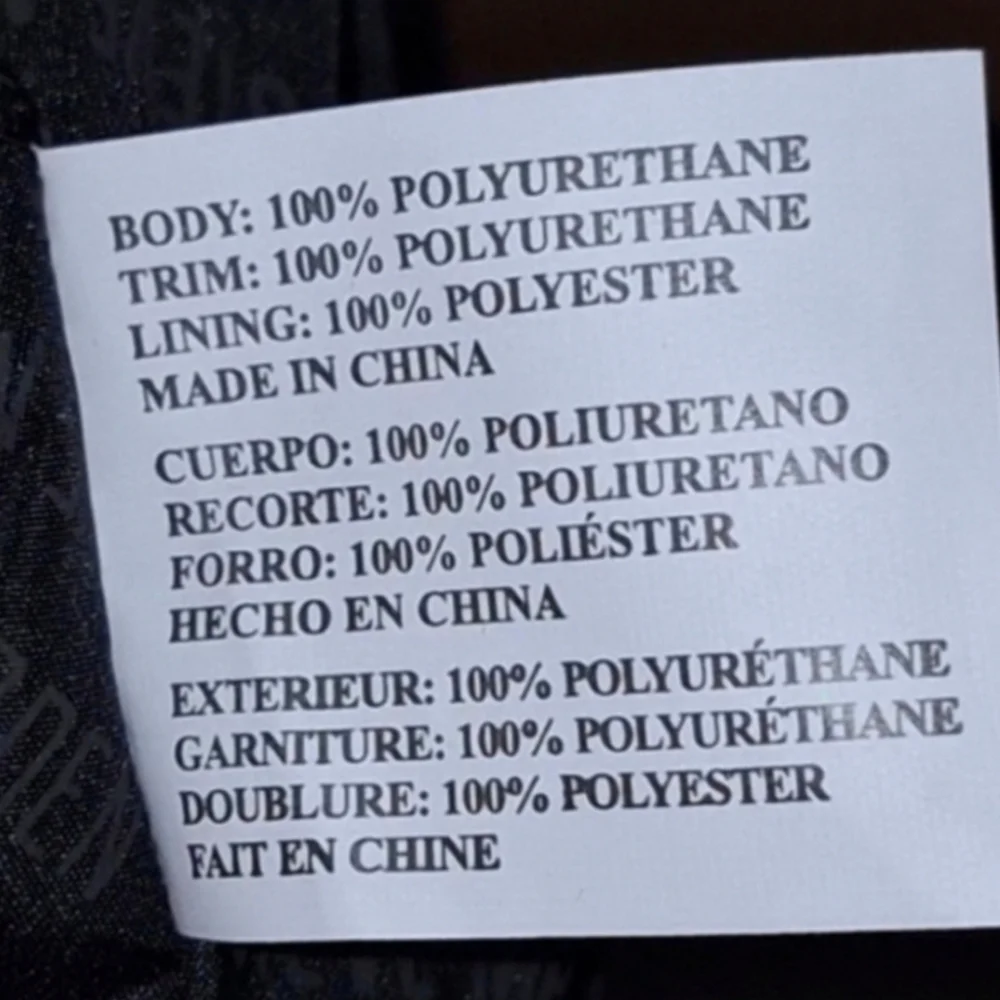 BODY: 100% POLYURETHANE
TRIM: 100% POLYURETHANE
LINING: 100% POLYESTER
MADE IN CHINA
CUERPO: 100% POLIURETANO
RECORTE: 100% POLIURETANO
FORRO: 100% POLIÉSTER
HECHO EN CHINA
EXTERIEUR: 100% POLYURÉTHANE
GARNITURE: 100% POLYURÉTHANE
DOUBLURE: 100% POLYESTER
FAIT EN CHINE